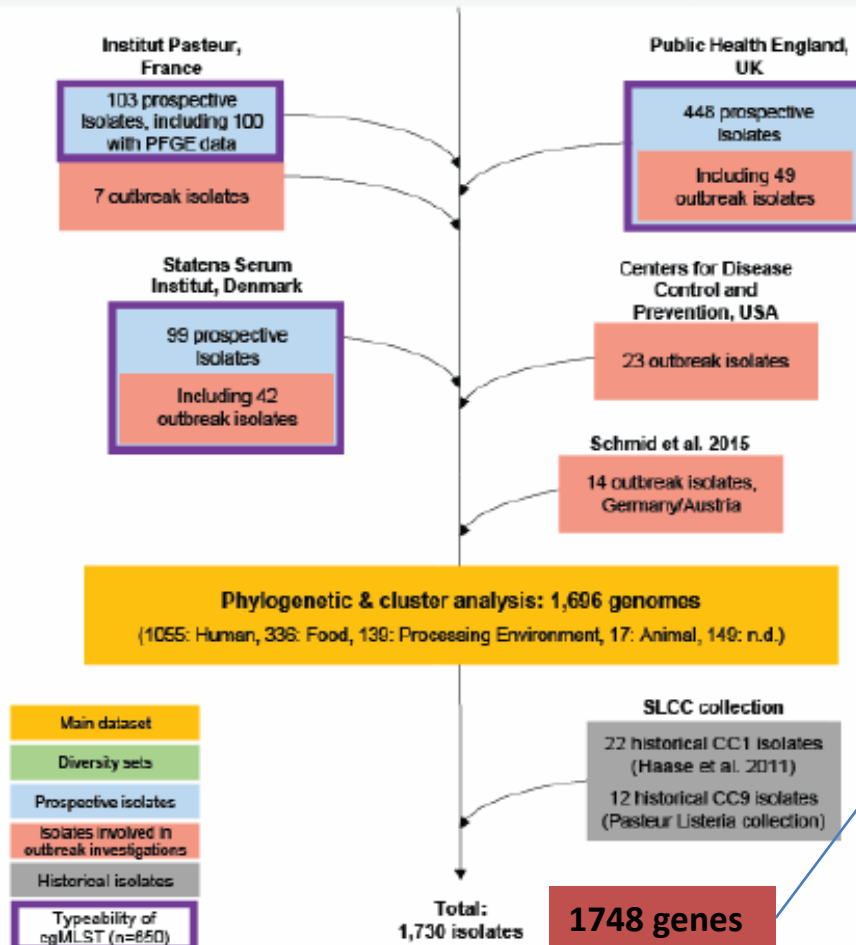 Institut Pasteur,
France
103 prospective
Isolates, including 100
with PFGE data
7 outbreak isolates
Public Health England,
UK
448 prospective
Isolates
Including 49
outbreak isolates
Statens Serum
Institut, Denmark
99 prospective
Isolates
Including 42
outbreak isolates
Centers for Disease
Control and
Prevention, USA
23 outbreak isolates
Schmid et al. 2015
14 outbreak isolates,
Germany/Austria
Phylogenetic & cluster analysis: 1,696 genomes
(1055: Human, 336: Food, 139: Processing Environment, 17: Animal, 149: n.d.)
Main dataset
Diversity sets
Prospective isolates
Isolates involved in
outbreak investigations
Historical isolates
Typeability of
cgMLST (n=650)
SLCC collection
22 historical CC1 isolates
(Haase et al. 2011)
12 historical CC9 isolates
(Pasteur Listeria collection)
Total:
1,730 isolates
1748 genes